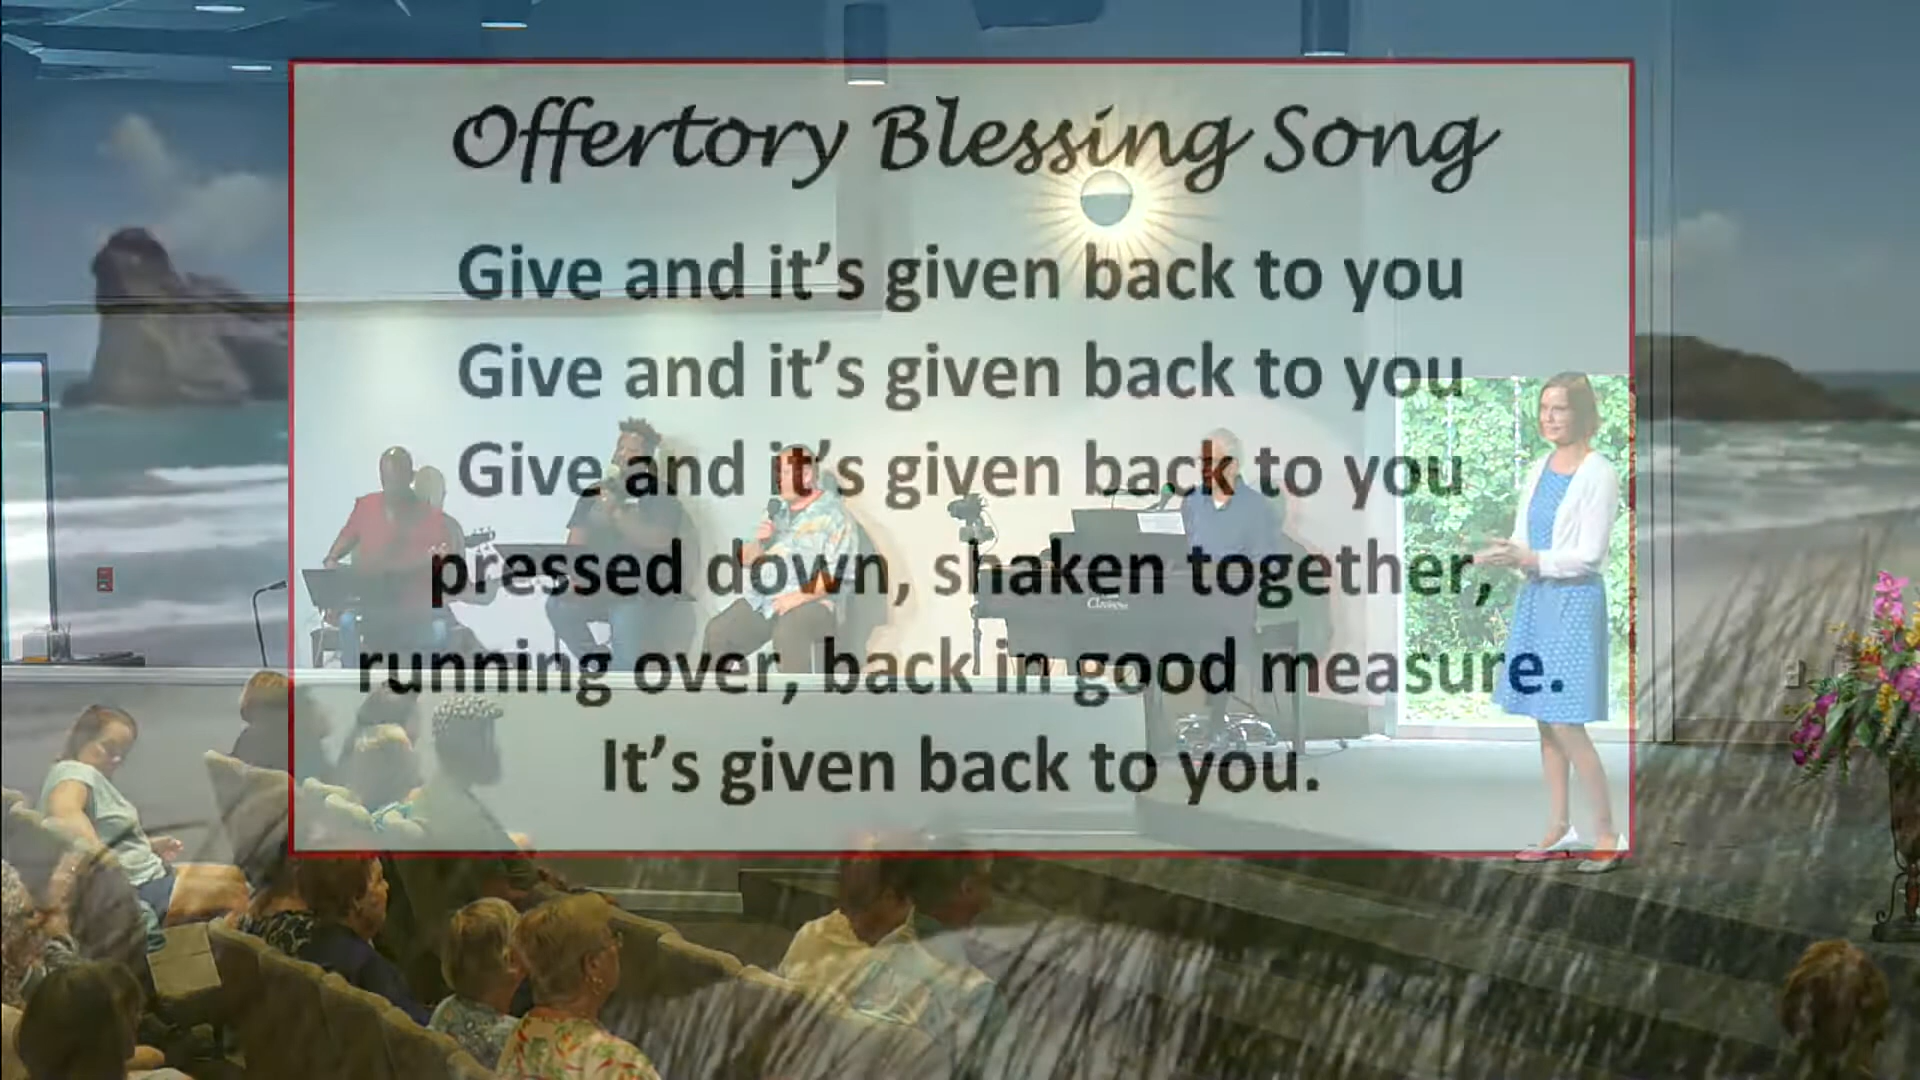 Offertory Blessing Song
Give and it’s given back to you
Give and it’s given back to you
Give and it’s given back to you
pressed down, shaken together,
running over, back in good measure.
It’s given back to you.